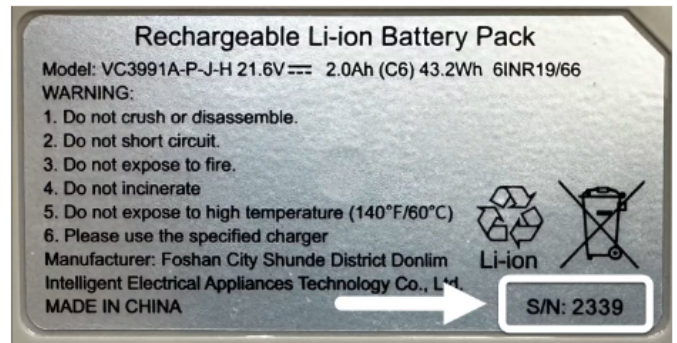 Rechargeable Li-ion Battery Pack
Model: VC3991A-P-J-H 21.6V⎓ 2.0Ah (C6) 43.2Wh 6INR19/66
WARNING:
1. Do not crush or disassemble.
2. Do not short circuit.
3. Do not expose to fire.
4. Do not incinerate
5. Do not expose to high temperature (140°F/60°C)
6. Please use the specified charger
Manufacturer: Foshan City Shunde District Donlim
Intelligent Electrical Appliances Technology Co., Ltd.
MADE IN CHINA
Li-ion
S/N: 2339